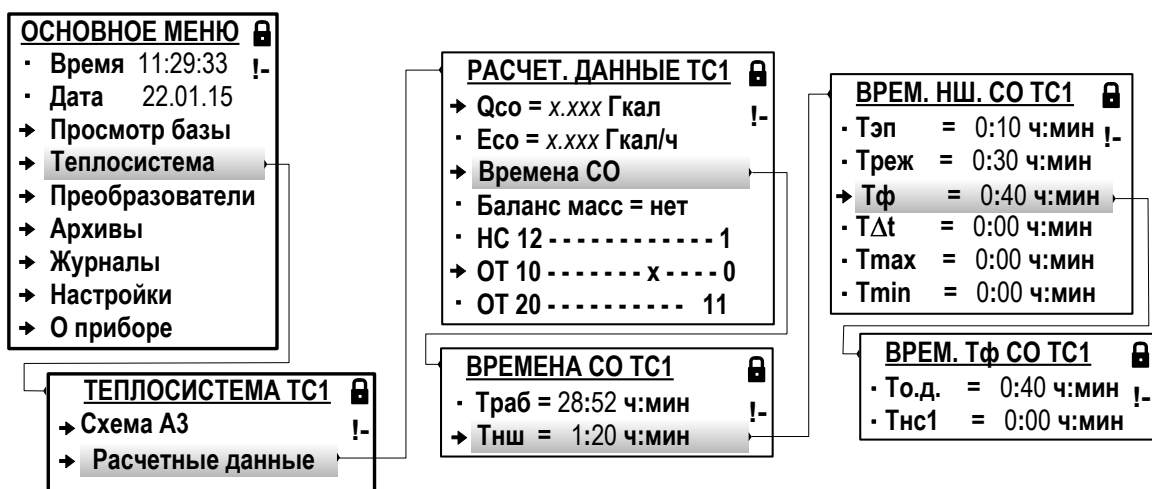 ОСНОВНОЕ МЕНЮ
· Время 11:29:33 !-
· Дата 22.01.15
→ Просмотр базы
→ Теплосистема
→ Преобразователи
→ Архивы
→ Журналы
→ Настройки
→ О приборе
ТЕПЛОСИСТЕМА ТС1
→ Схема А3 !-
→ Расчетные данные
РАСЧЕТ. ДАННЫЕ ТС1
→ Qсо = x.xxx Гкал !-
· Eco = x.xxx Гкал/ч
→ Времена СО
· Баланс масс = нет
· НС 12 - - - - - - - - - - - - 1
→ ОТ 10 - - - - - - - x - - - - 0
· ОТ 20 - - - - - - - - - - 11
ВРЕМЕНА СО ТС1
· Траб = 28:52 ч:мин !-
→ Тнш = 1:20 ч:мин
ВРЕМ. НШ. СО ТС1
· Тэп = 0:10 ч:мин !-
· Треж = 0:30 ч:мин
→ Тф = 0:40 ч:мин
· Т∆t = 0:00 ч:мин
· Tmax = 0:00 ч:мин
· Tmin = 0:00 ч:мин
ВРЕМ. Тф СО ТС1
· То.д. = 0:40 ч:мин !-
· Тнс1 = 0:00 ч:мин